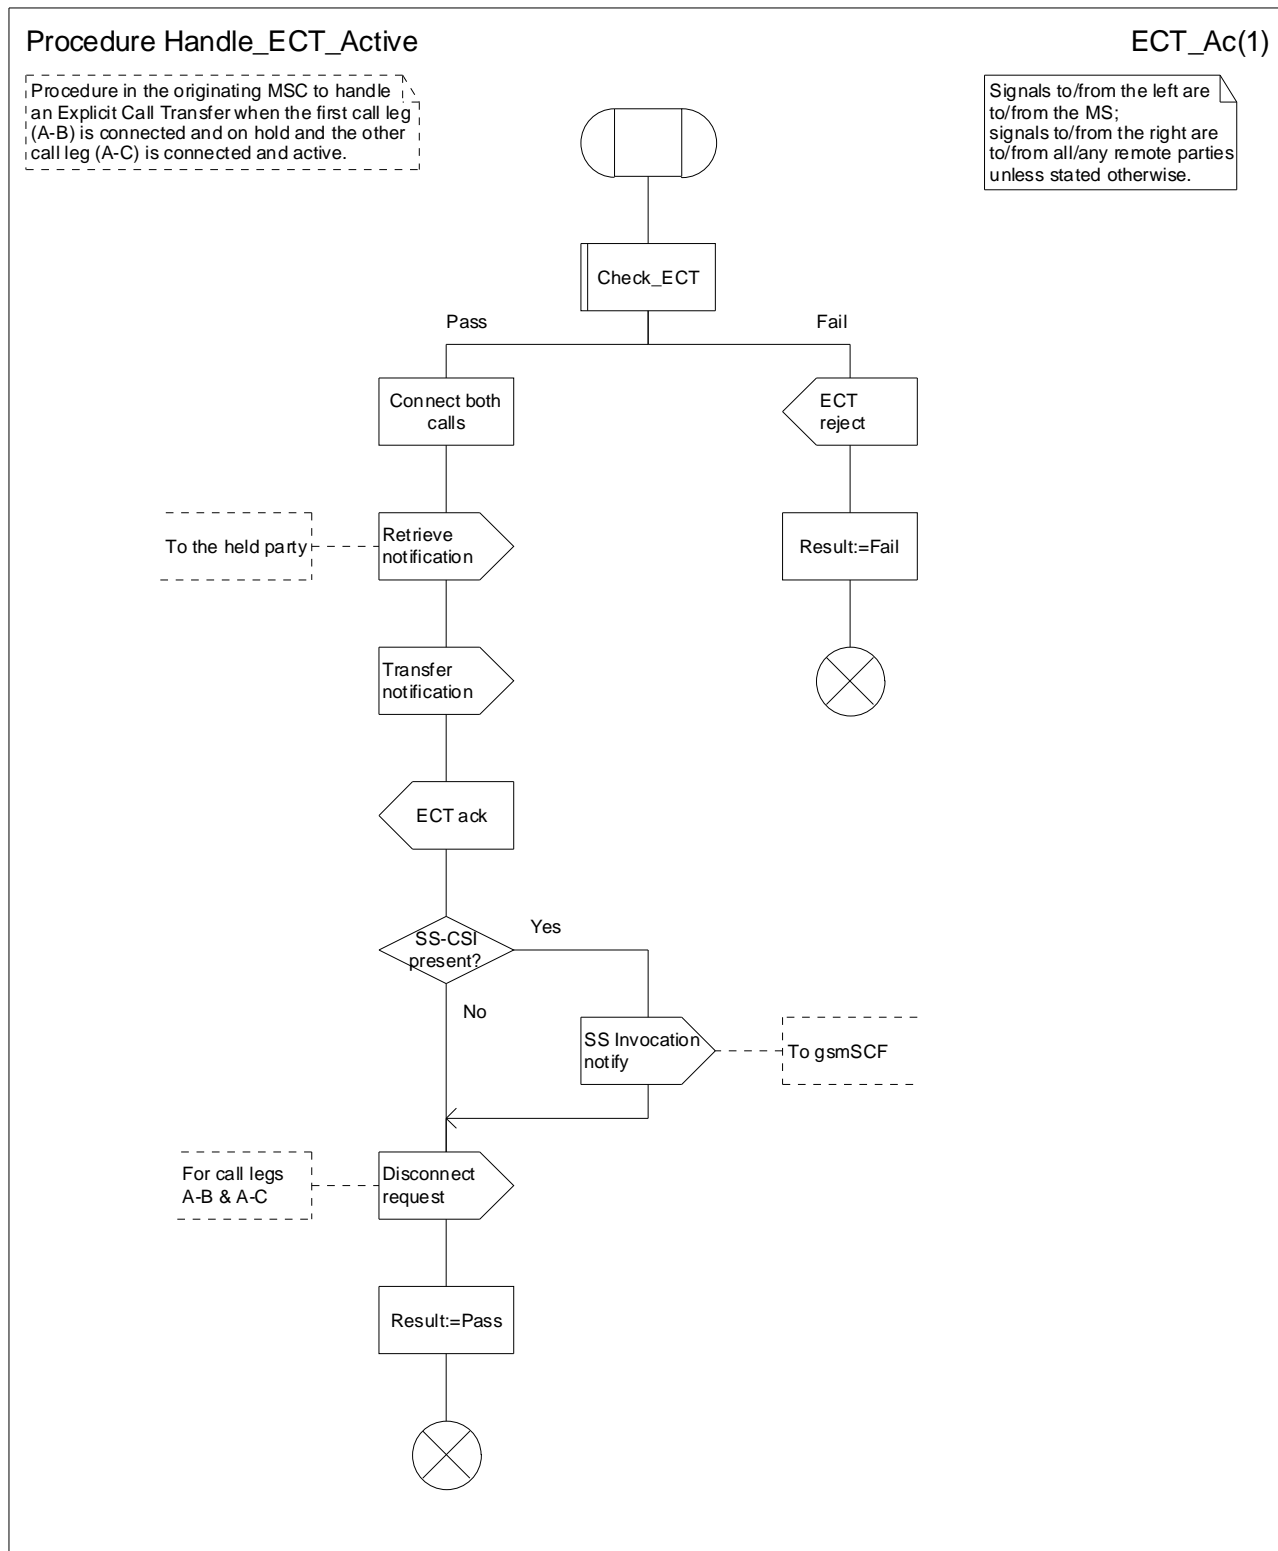 Procedure Handle_ECT_Active
ECT_Ac(1)
Procedure in the originating MSC to handle
an Explicit Call Transfer when the first call leg
(A-B) is connected and on hold and the other
call leg (A-C) is connected and active.
Signals to/from the left are
to/from the MS;
signals to/from the right are
to/from all/any remote parties
unless stated otherwise.
Check_ECT
Pass
Fail
Connect both
calls
ECT
reject
To the held party
Retrieve
notification
Result:=Fail
Transfer
notification
ECT ack
SS-CSI
present?
Yes
No
SS Invocation
notify
To gsmSCF
For call legs
A-B & A-C
Disconnect
request
Result:=Pass